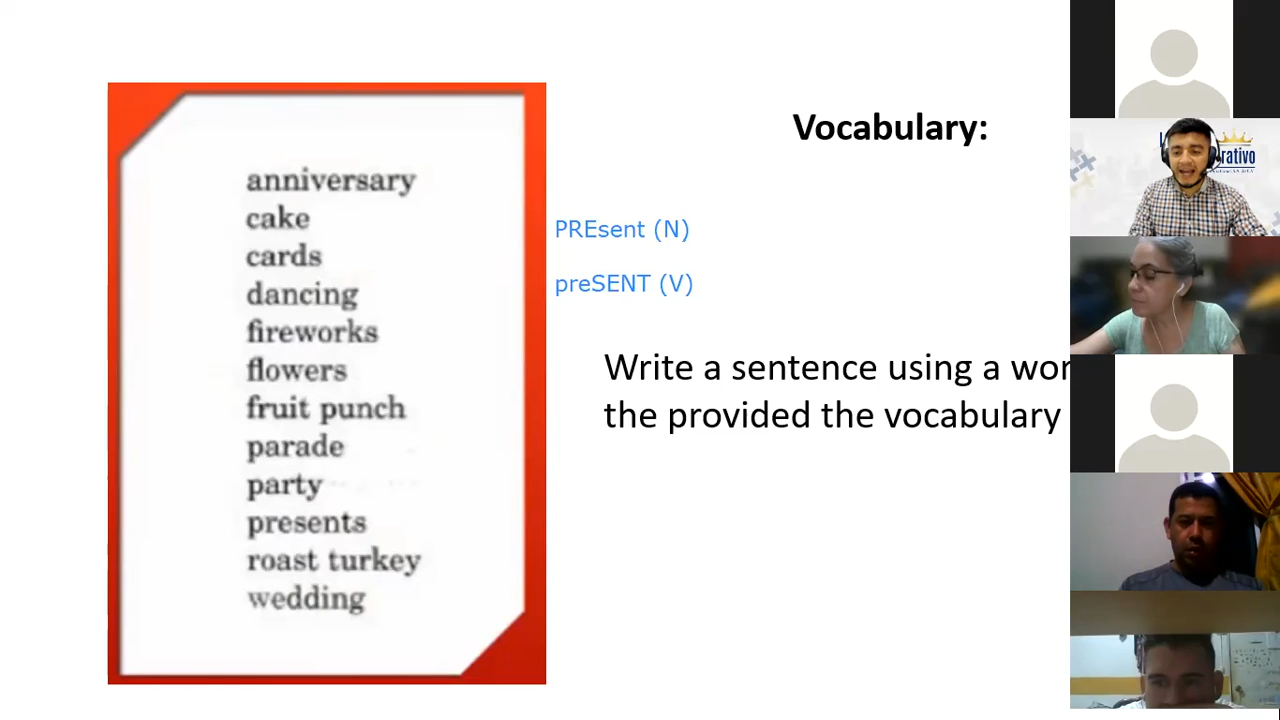 Vocabulary:
anniversary
cake
cards
dancing
fireworks
flowers
fruit punch
parade
party
presents
roast turkey
wedding
PREsent (N)
preSENT (V)
Write a sentence using a wor
the provided the vocabulary
rativo